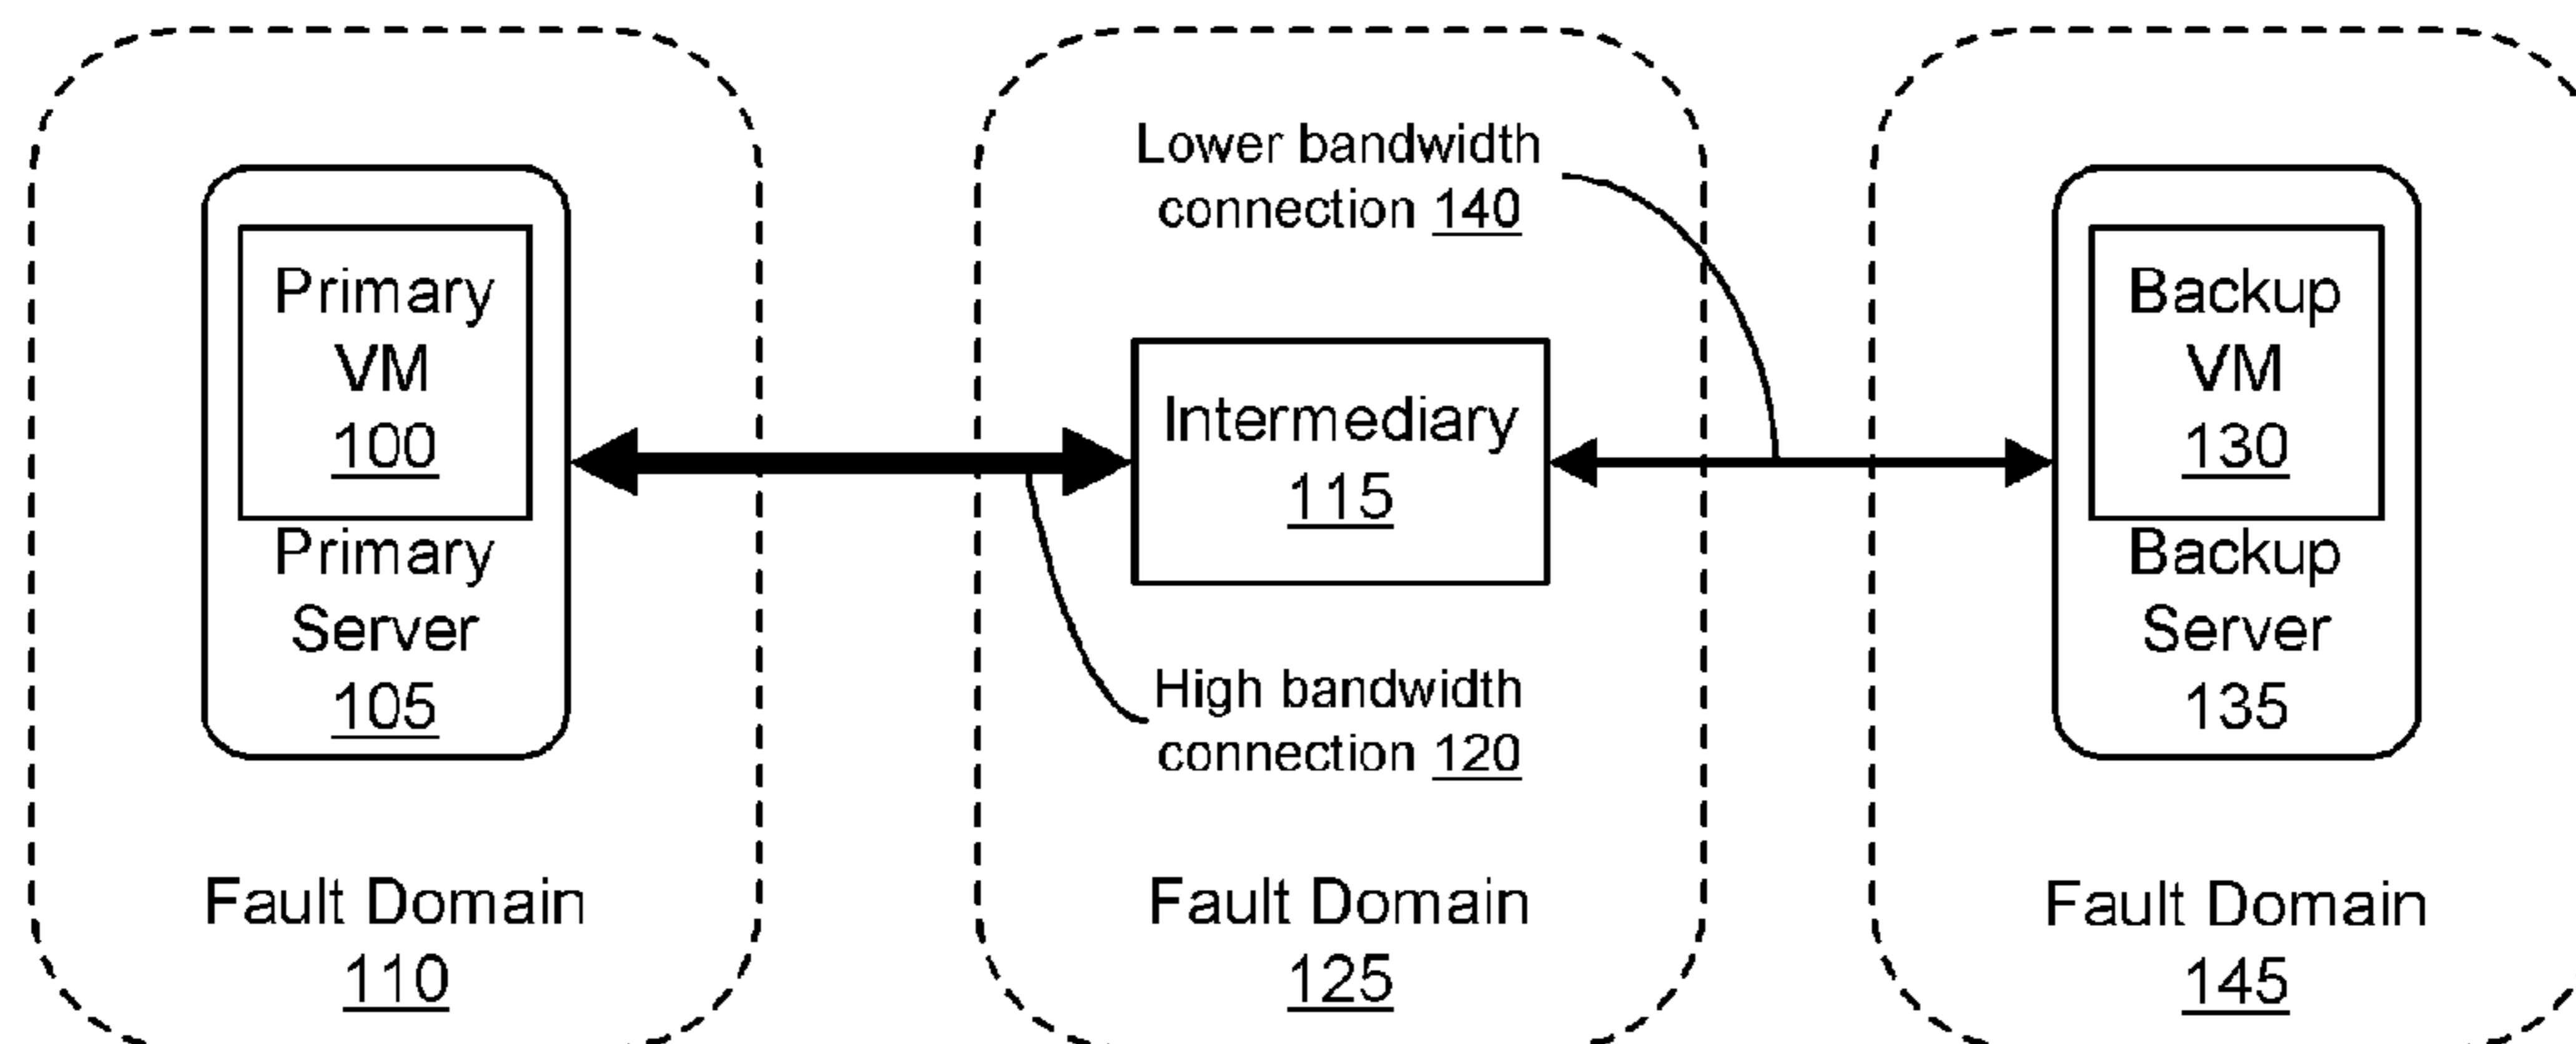 Primary
VM
100
Primary
Server
105
Fault Domain
110
Lower bandwidth
connection 140
Intermediary
115
High bandwidth
connection 120
Fault Domain
125
Backup
VM
130
Backup
Server
135
Fault Domain
145